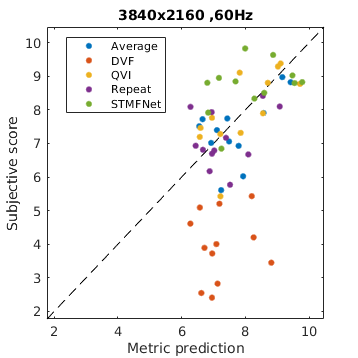 3840x2160 ,60Hz
10
9
8
7
6
5
4
3
2
Subjective score
Average
DVF
QVI
Repeat
STMFNet
2 4 6 8 10
Metric prediction